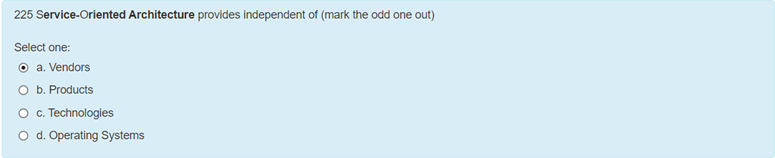 225 Service-Oriented Architecture provides independent of (mark the odd one out)
Select one:
a. Vendors
b. Products
c. Technologies
d. Operating Systems